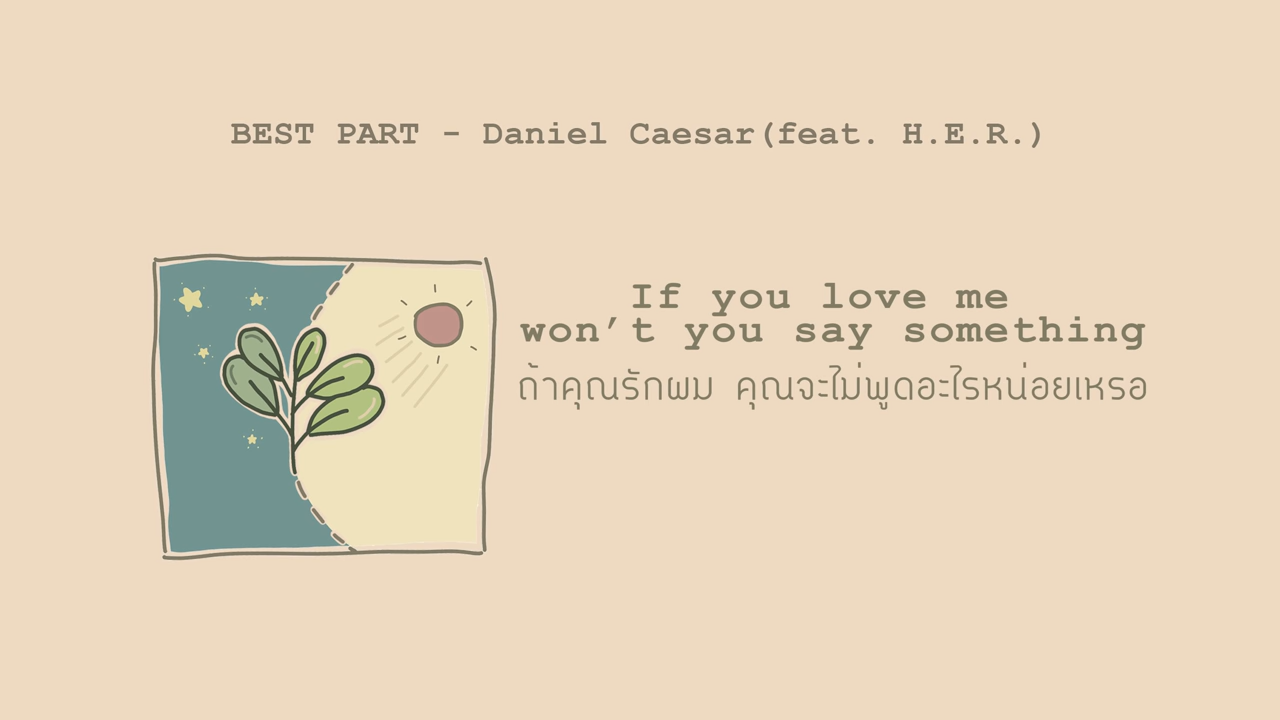 BEST PART - Daniel Caesar(feat. H.E.R.)
If you love me
won’t you say something
ถ้าคุณรักผม คุณจะไม่พูดอะไรหน่อยเหรอ